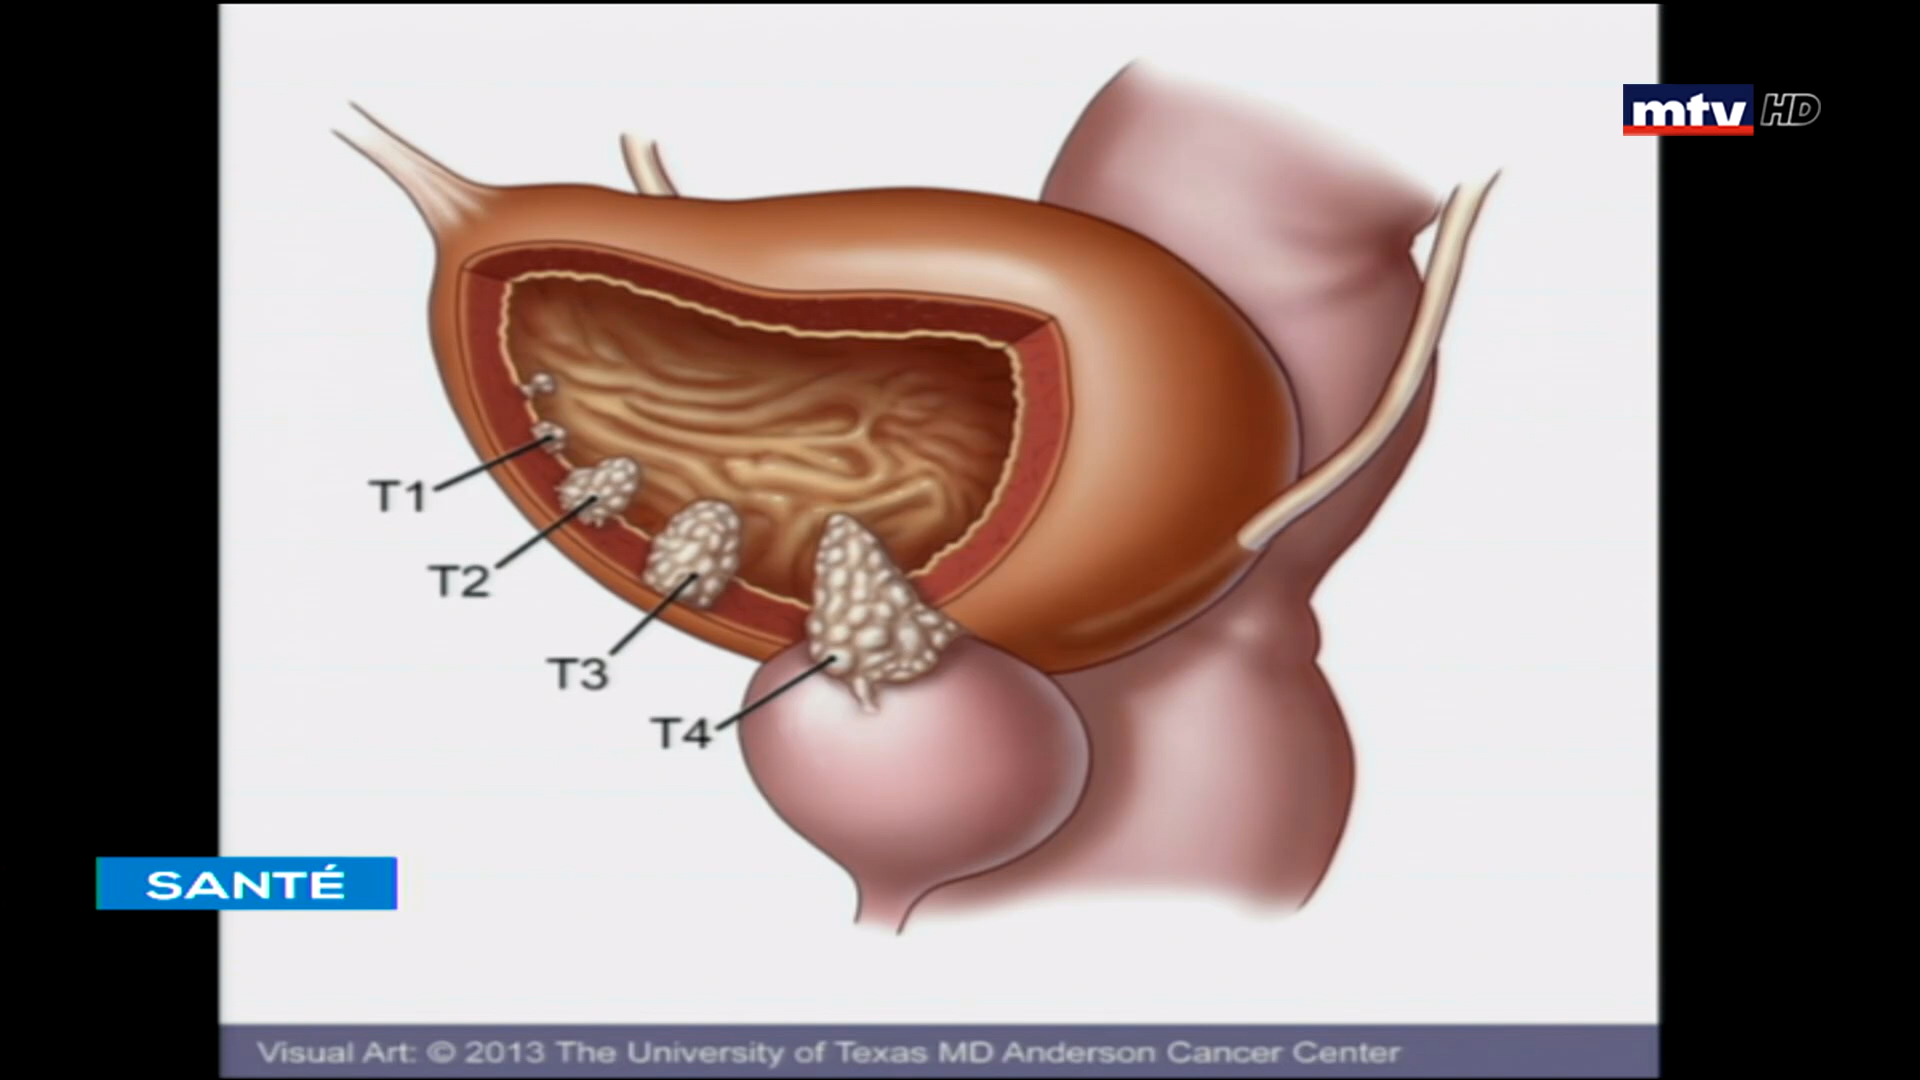 mtv HD
T1
T2
T3
T4
SANTÉ
Visual Art: © 2013 The University of Texas MD Anderson Cancer Center